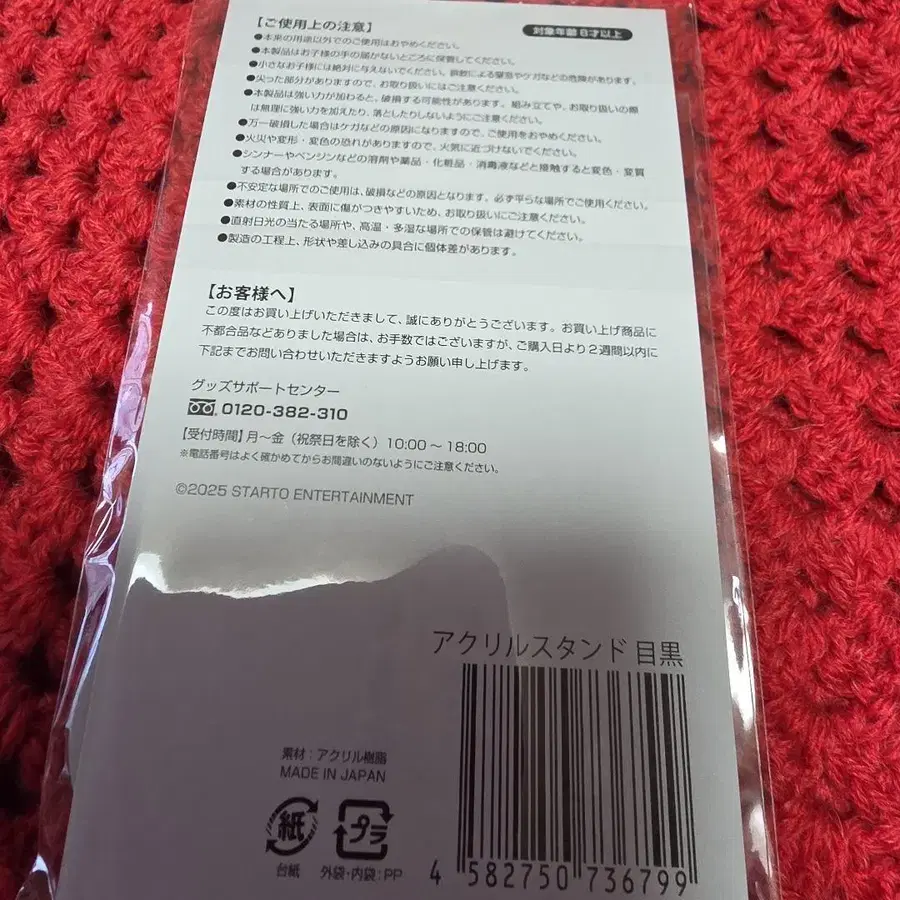 【ご使用上の注意】
対象年齢 8才以上
●本来の用途以外でのご使用はおやめください。
●本製品はお子様の手の届かないところに保管してください。
●小さなお子様には絶対に与えないでください。誤飲による窒息やケガなどの危険があります。
●尖った部分がありますので、お取り扱いにはご注意ください。
●本製品は強い力が加わると、破損する可能性があります。組み立てや、お取り扱いの際
は無理に強い力を加えたり、落としたりしないようにご注意ください。
●万一破損した場合はケガなどの原因になりますので、ご使用をおやめください。
●火災や変形・変色の恐れがありますので、火気に近づけないでください。
●シンナーやベンジンなどの溶剤や薬品・化粧品・消毒液などと接触すると変色・変質
する場合があります。
●不安定な場所でのご使用は、破損などの原因となります。必ず平らな場所でご使用ください。
●素材の性質上、表面に傷がつきやすいため、お取り扱いにご注意ください。
●直射日光の当たる場所や、高温・多湿な場所での保管は避けてください。
●製造の工程上、形状や差し込みの具合に個体差があります。
【お客様へ】
この度はお買い上げいただきまして、誠にありがとうございます。お買い上げ商品に
不都合品などありました場合は、お手数ではございますが、ご購入日より2週間以内に
下記までお問い合わせいただきますようお願い申し上げます。
グッズサポートセンター
0120-382-310
【受付時間】月～金（祝祭日を除く）10:00～18:00
※電話番号はよく確かめてからお間違いのないようにご注意ください。
©2025 STARTO ENTERTAINMENT
アクリルスタンド 目黒
素材：アクリル樹脂
MADE IN JAPAN
紙
プラ
台紙
外袋・内袋：PP
4 582750 736799